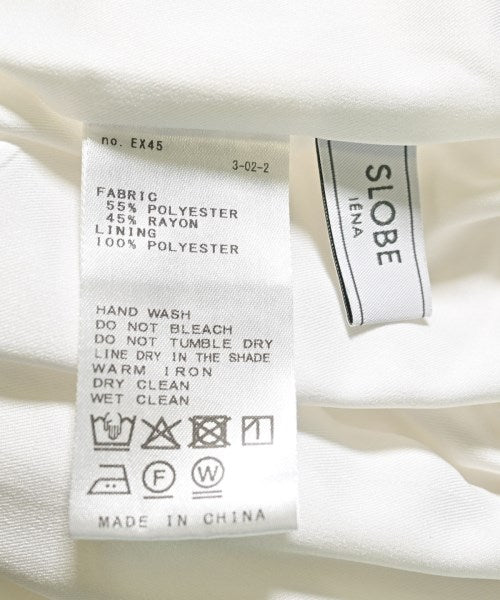 no. EX45
3-02-2
FABRIC
55% POLYESTER
45% RAYON
LINING
100% POLYESTER
HAND WASH
DO NOT BLEACH
DO NOT TUMBLE DRY
LINE DRY IN THE SHADE
WARM IRON
DRY CLEAN
WET CLEAN
F
W
MADE IN CHINA
SLOBE
IÉNA